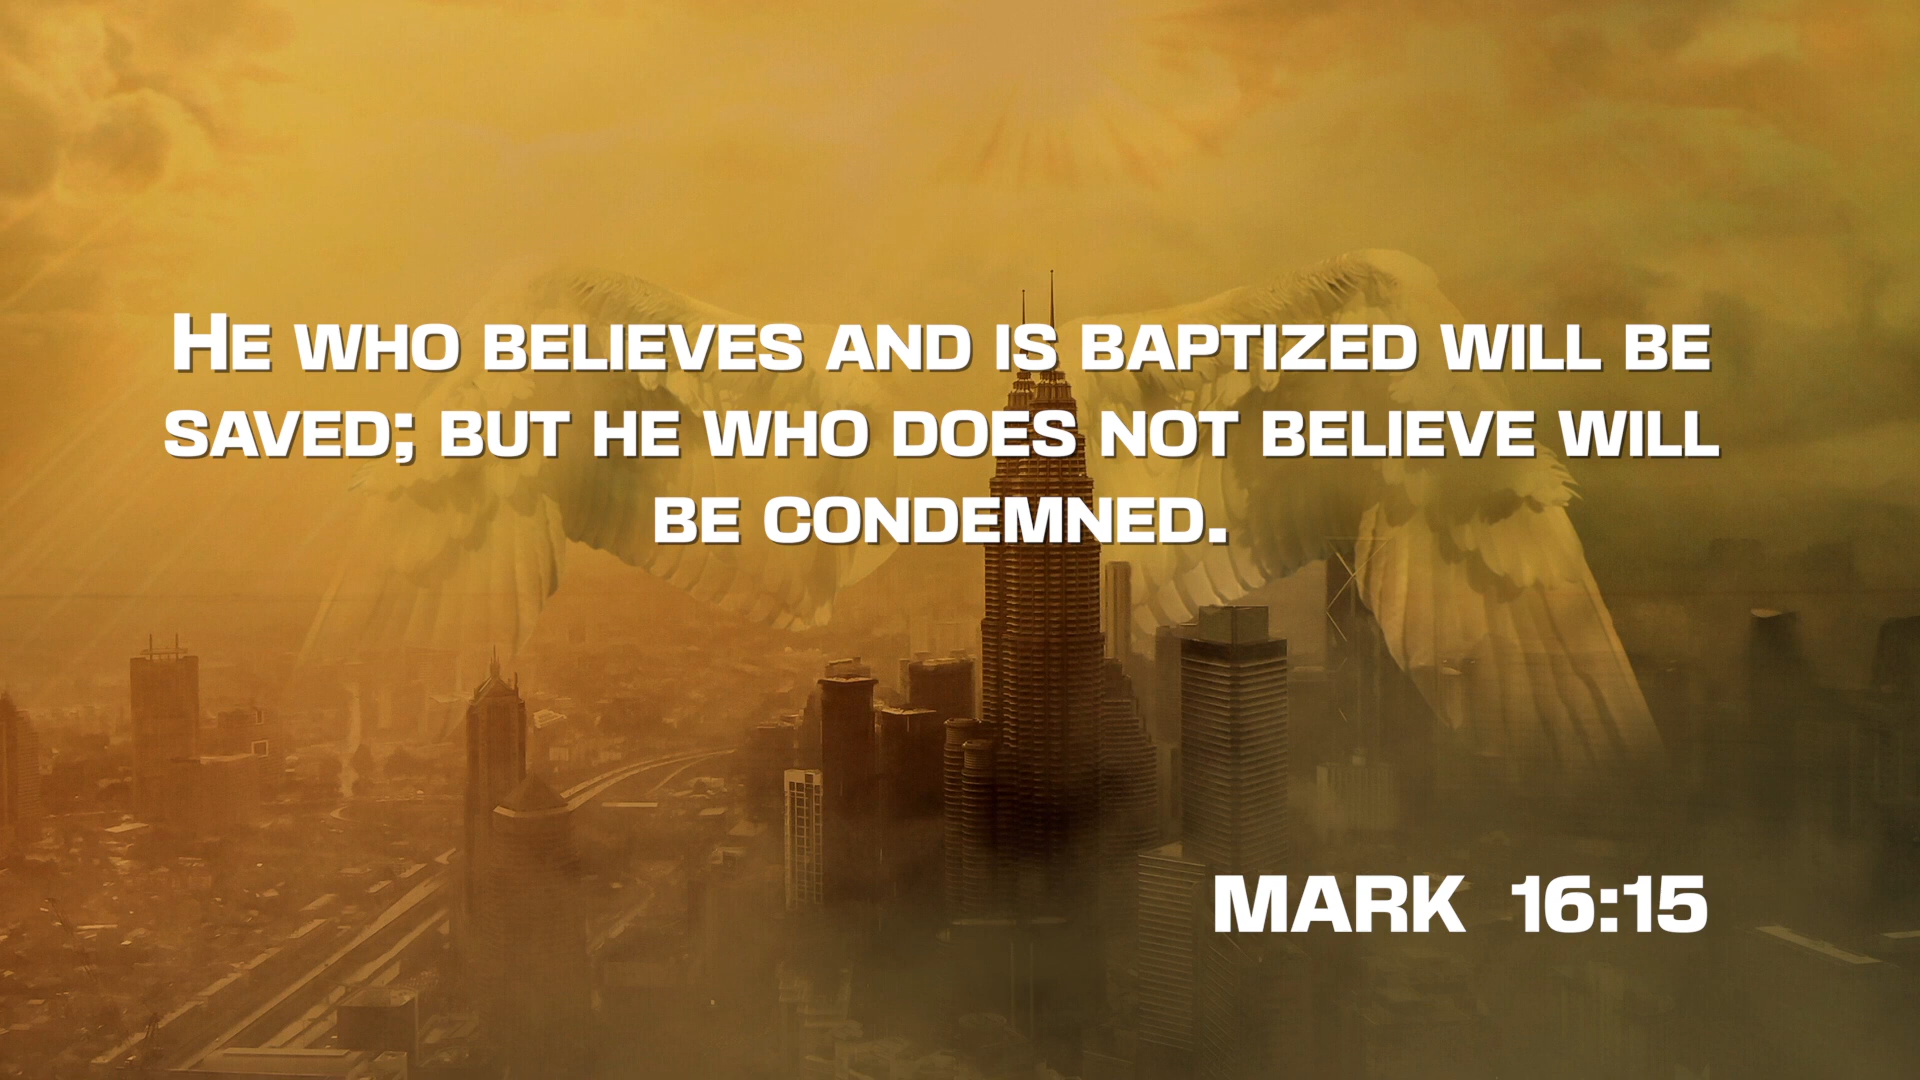 He who believes and is baptized will be
saved; but he who does not believe will
be condemned.
Mark 16:15